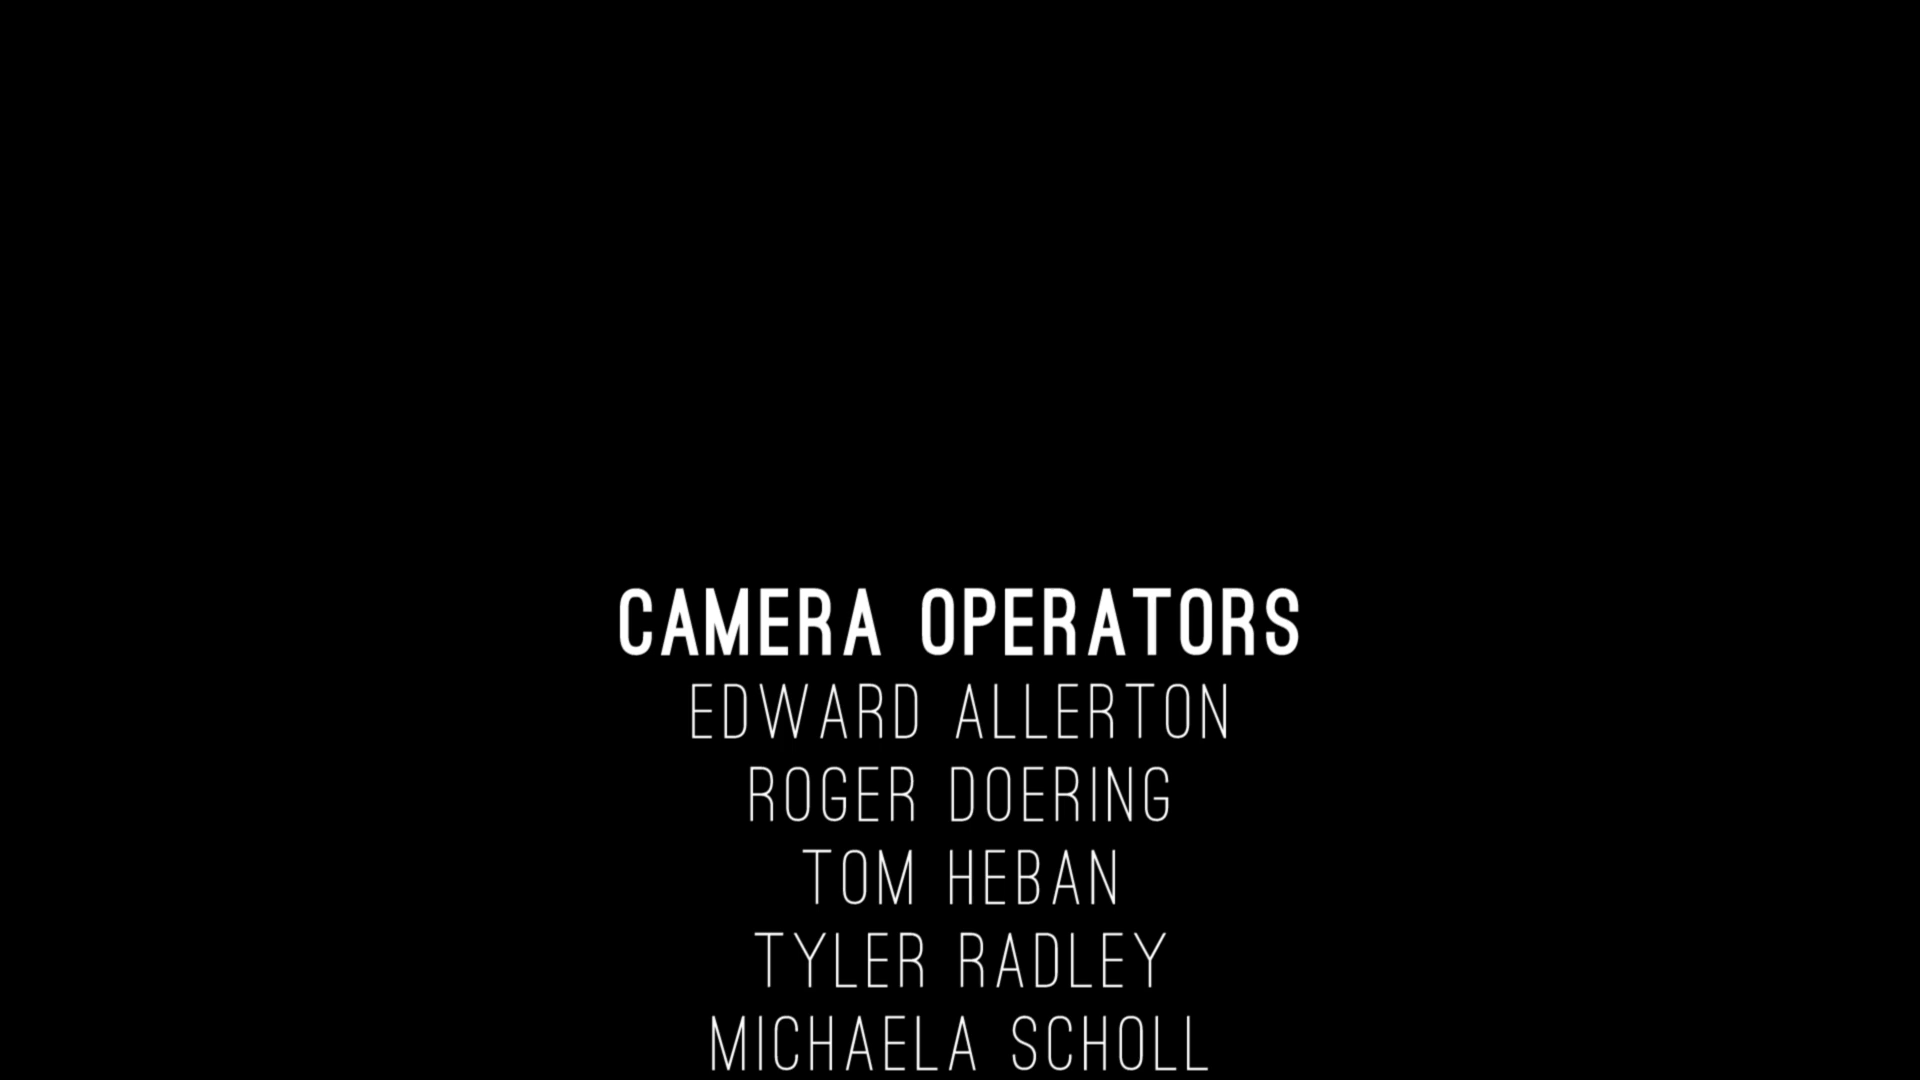 CAMERA OPERATORS
EDWARD ALLERTON
ROGER DOERING
TOM HEBAN
TYLER RADLEY
MICHAELA SCHOLL